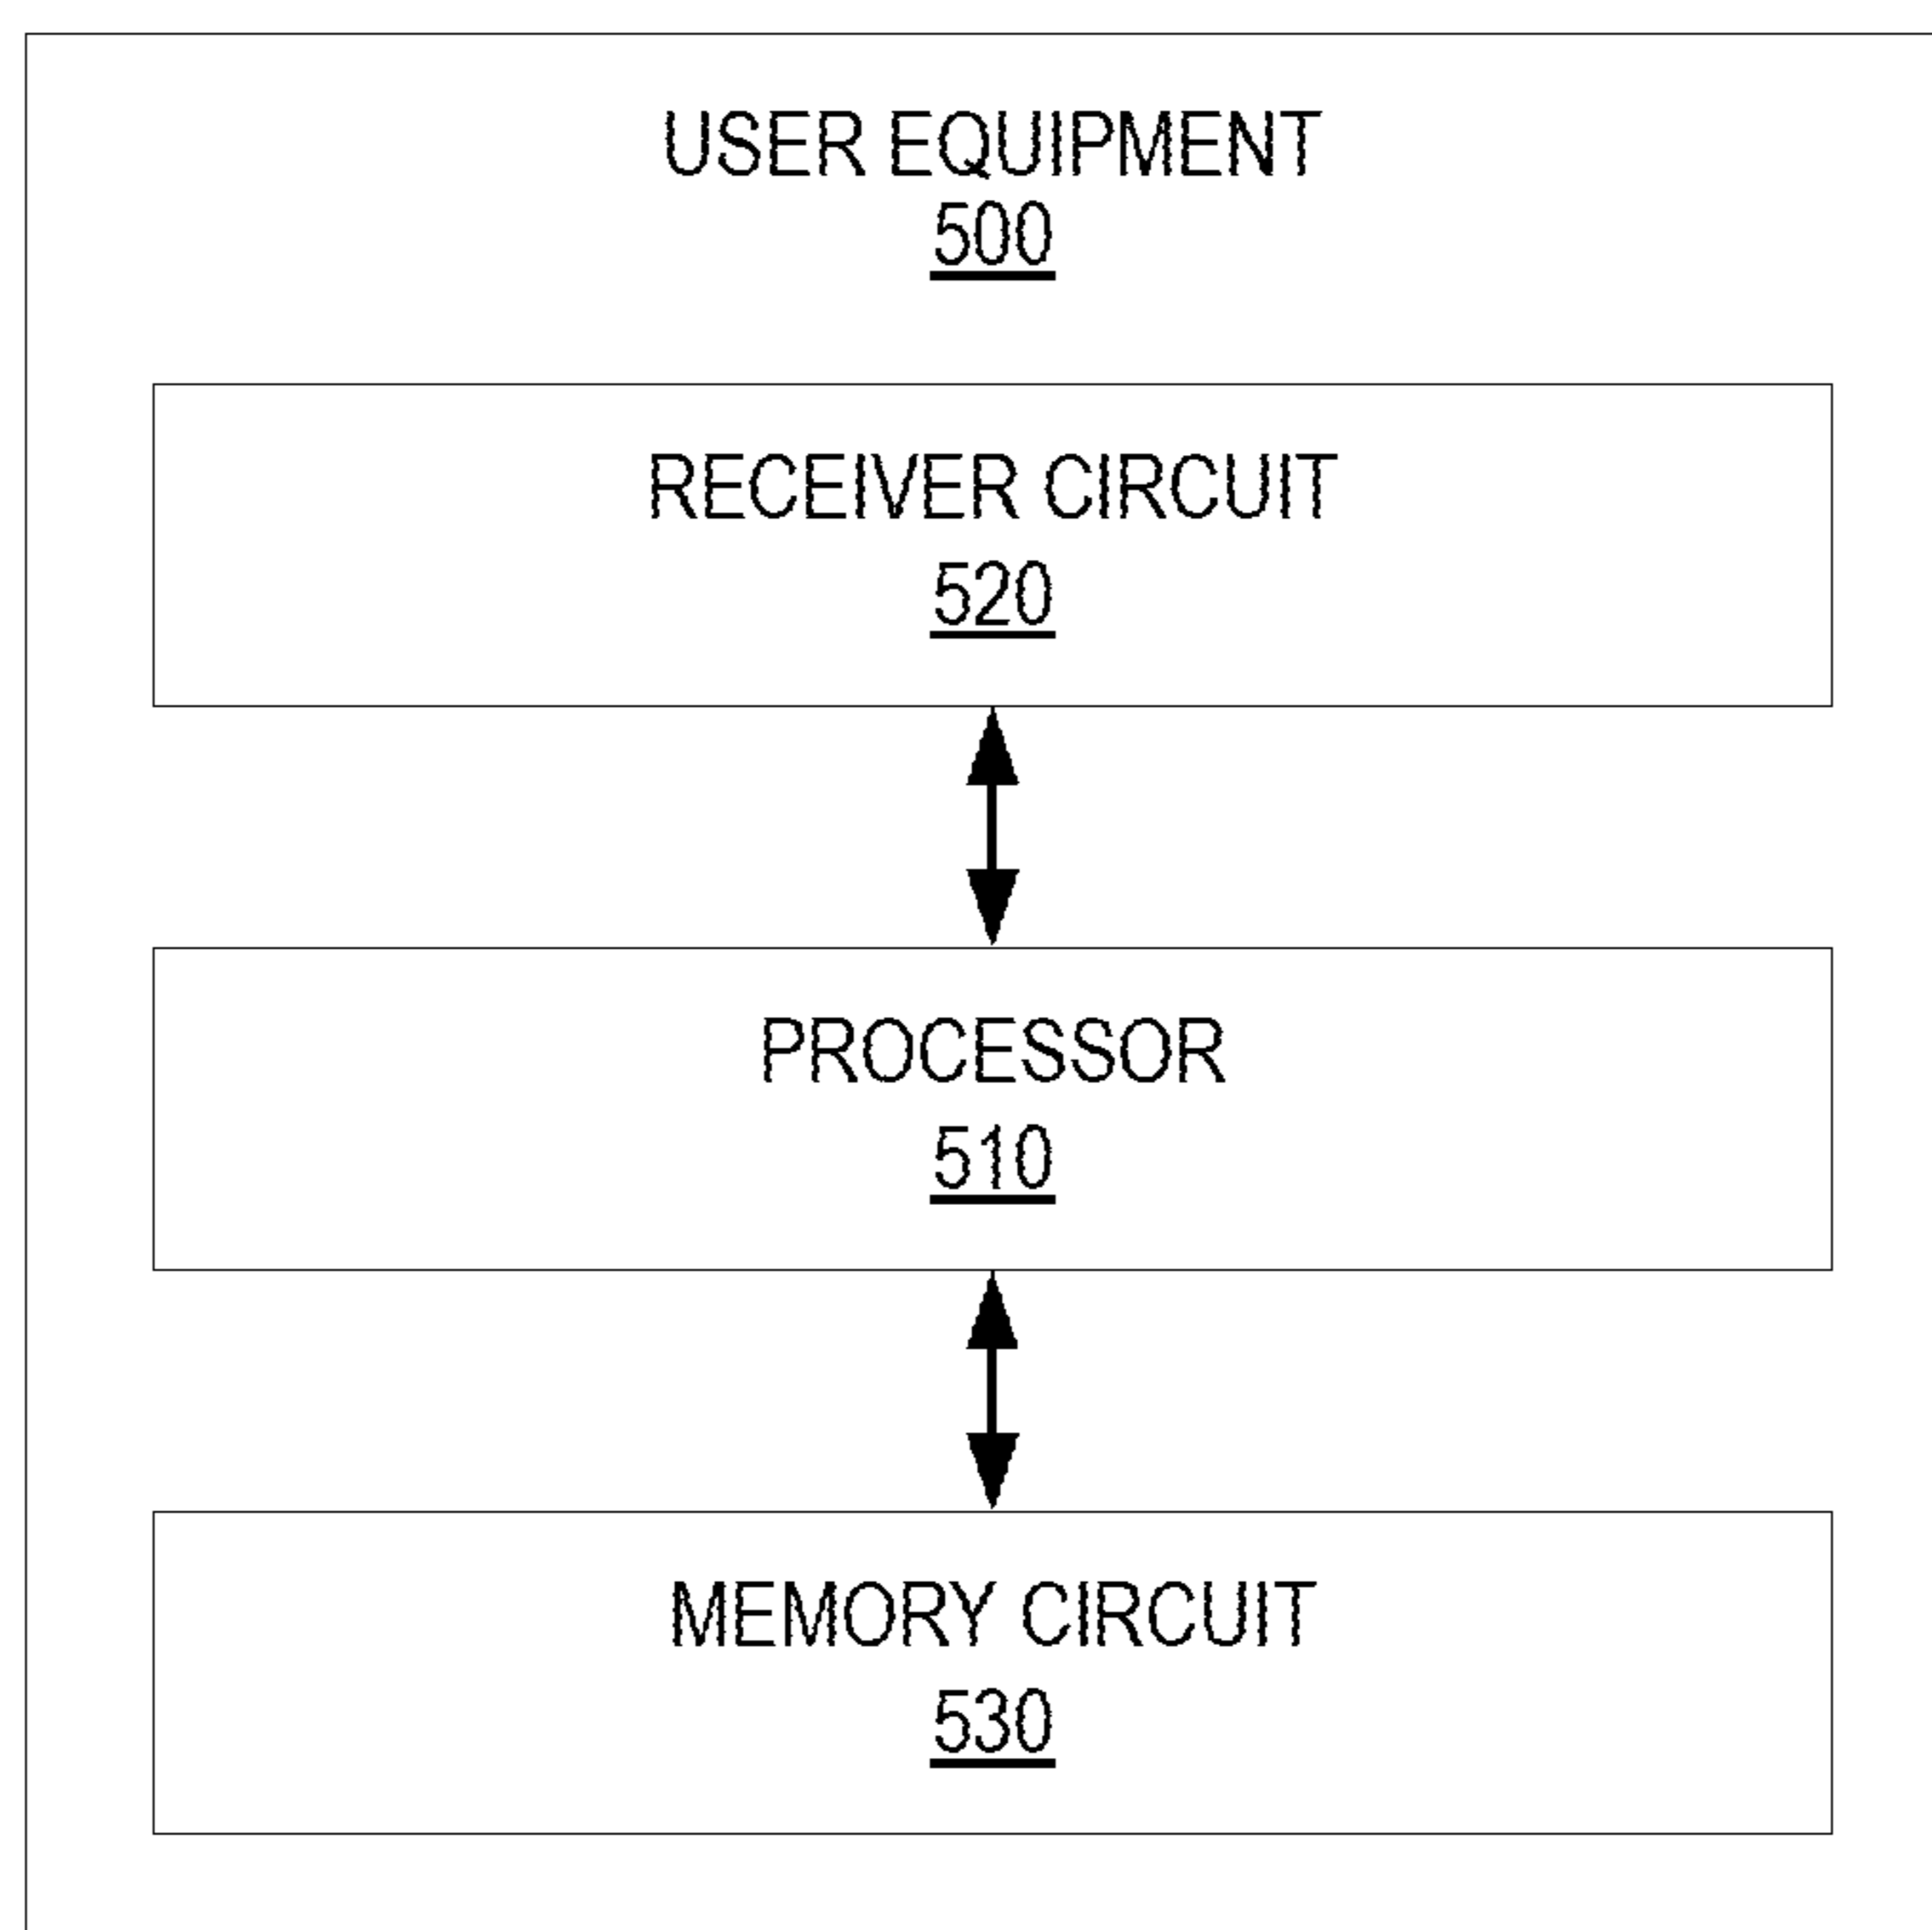 USER EQUIPMENT
500
RECEIVER CIRCUIT
520
PROCESSOR
510
MEMORY CIRCUIT
530